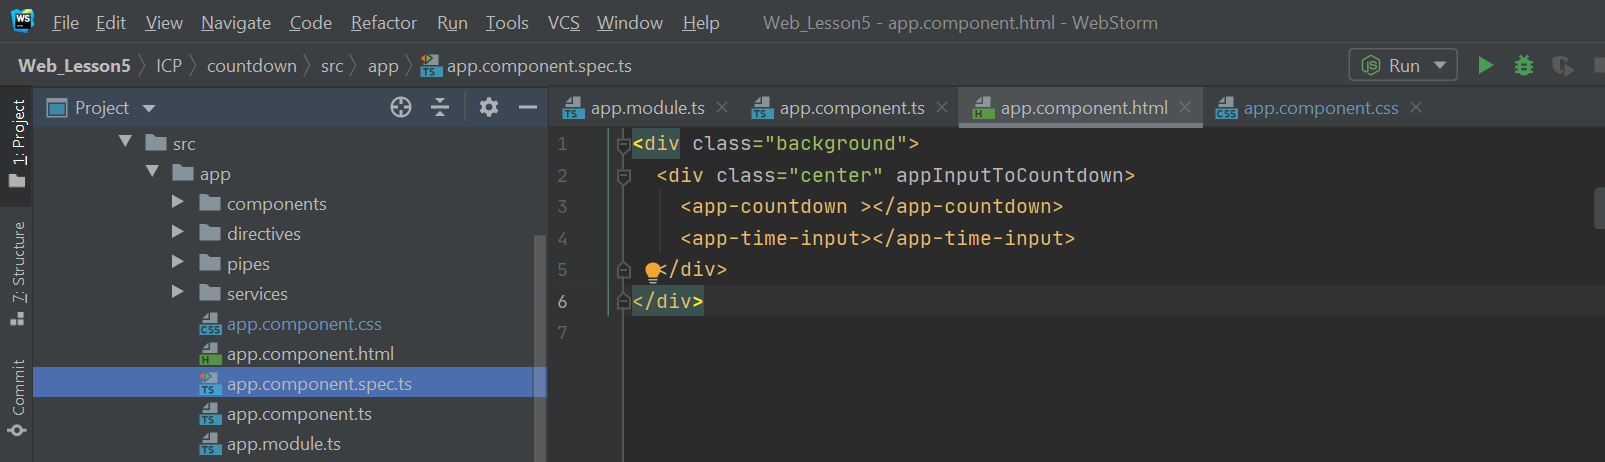 WS File Edit View Navigate Code Refactor Run Tools VCS Window Help Web_Lesson5 - app.component.html - WebStorm
Web_Lesson5 ICP countdown src app app.component.spec.ts Run
1: Project
7: Structure
Commit
Project
src
app
components
directives
pipes
services
app.component.css
app.component.html
app.component.spec.ts
app.component.ts
app.module.ts
app.module.ts app.component.ts app.component.html app.component.css
1 <div class="background">
2 <div class="center" appInputToCountdown>
3 <app-countdown ></app-countdown>
4 <app-time-input></app-time-input>
5 </div>
6 </div>
7